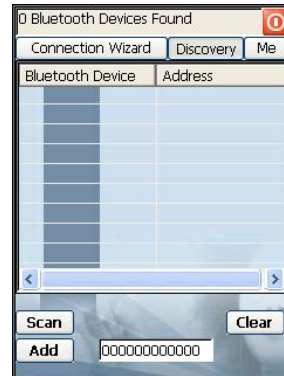 0 Bluetooth Devices Found
Connection Wizard Discovery Me
Bluetooth Device Address
Scan Clear
Add 000000000000